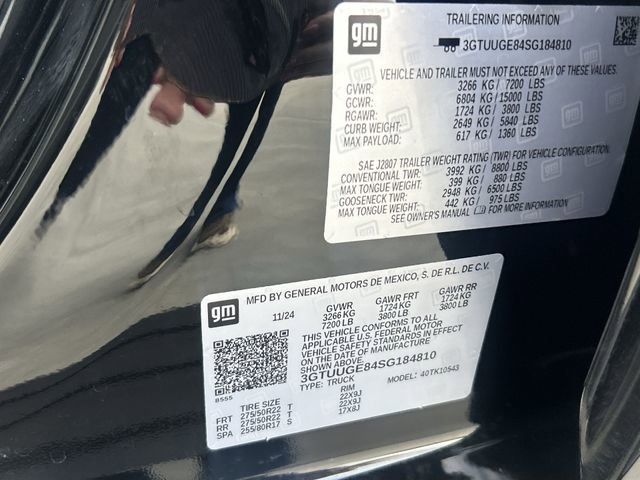 gm
TRAILERING INFORMATION
3GTUUGE84SG184810
VEHICLE AND TRAILER MUST NOT EXCEED ANY OF THESE VALUES.
GVWR: 3266 KG / 7200 LBS
GCWR: 6804 KG / 15000 LBS
RGAWR: 1724 KG / 3800 LBS
CURB WEIGHT: 2649 KG / 5840 LBS
MAX PAYLOAD: 617 KG / 1360 LBS
SAE J2807 TRAILER WEIGHT RATING (TWR) FOR VEHICLE CONFIGURATION.
CONVENTIONAL TWR: 3992 KG / 8800 LBS
MAX TONGUE WEIGHT: 399 KG / 880 LBS
GOOSENECK TWR: 2948 KG / 6500 LBS
MAX TONGUE WEIGHT: 442 KG / 975 LBS
SEE OWNER'S MANUAL FOR MORE INFORMATION
gm
MFD BY GENERAL MOTORS DE MEXICO, S. DE R.L. DE C.V.
11/24 GVWR GAWR FRT GAWR RR
3266 KG 1724 KG 1724 KG
7200 LB 3800 LB 3800 LB
THIS VEHICLE CONFORMS TO ALL
APPLICABLE U.S. FEDERAL MOTOR
VEHICLE SAFETY STANDARDS IN EFFECT
ON THE DATE OF MANUFACTURE SHOWN ABOVE.
3GTUUGE84SG184810
TYPE: TRUCK MODEL: 40TK10543
8555
TIRE SIZE RIM
FRT 275/50R22 T 22X9J
RR 275/50R22 T 22X9J
SPA 255/80R17 S 17X8J